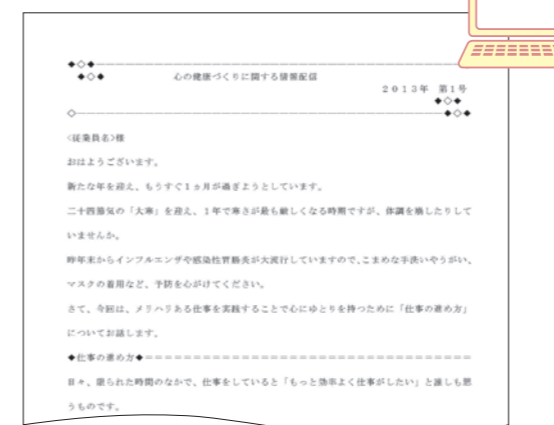 ◆◇◆――――――――――――――――――――――――――――
◆◇◆ 心の健康づくりに関する情報配信
2013年 第1号
◆◇◆
◇――――――――――――――――――――――――――――◆◇◆
<従業員名>様
おはようございます。
新たな年を迎え、もうすぐ1ヵ月が過ぎようとしています。
二十四節気の「大寒」を迎え、1年で寒さが最も厳しくなる時期ですが、体調を崩したりして
いませんか。
昨年末からインフルエンザや感染性胃腸炎が大流行していますので、こまめな手洗いやうがい、
マスクの着用など、予防を心がけてください。
さて、今回は、メリハリある仕事を実践することで心にゆとりを持つために「仕事の進め方」
についてお話します。
◆仕事の進め方◆==================================
日々、限られた時間のなかで、仕事をしていると「もっと効率よく仕事がしたい」と誰しも思
うものです。